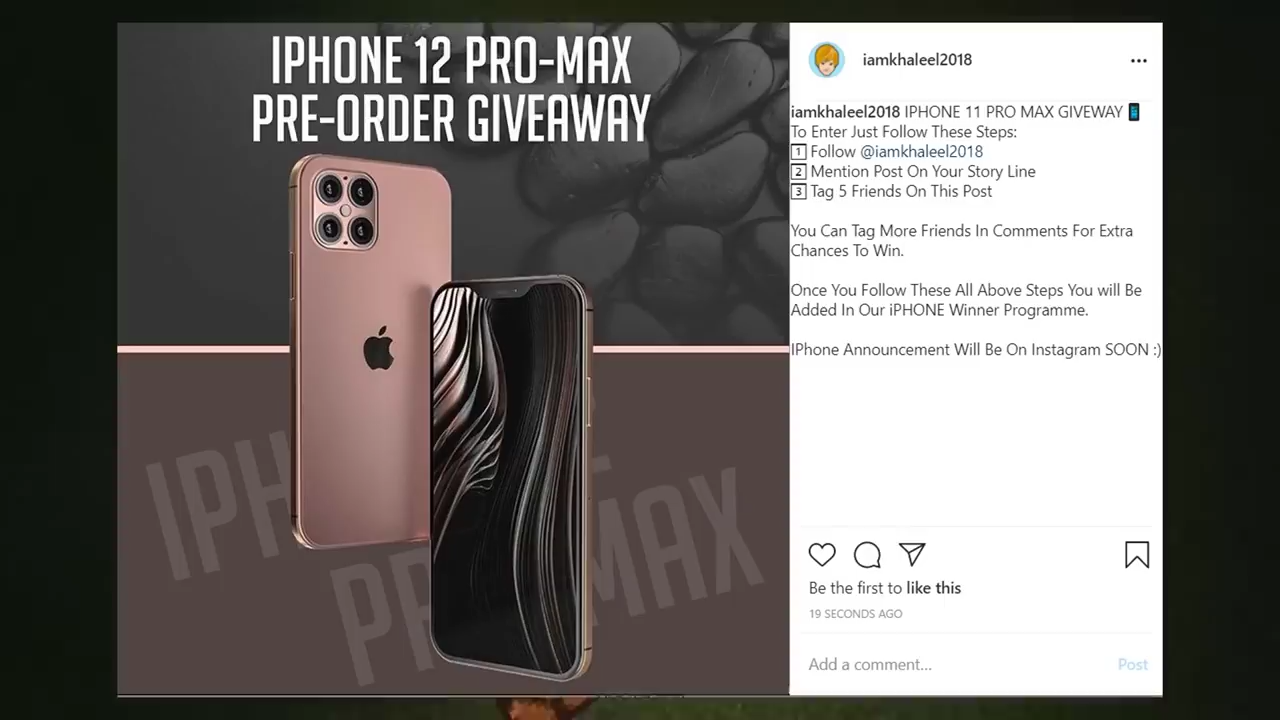 IPHONE 12 PRO-MAX
PRE-ORDER GIVEAWAY
IPHONE
PRO-MAX
iamkhaleel2018
iamkhaleel2018 IPHONE 11 PRO MAX GIVEWAY📱
To Enter Just Follow These Steps:
1️⃣ Follow @iamkhaleel2018
2️⃣ Mention Post On Your Story Line
3️⃣ Tag 5 Friends On This Post
You Can Tag More Friends In Comments For Extra
Chances To Win.
Once You Follow These All Above Steps You will Be
Added In Our iPHONE Winner Programme.
IPhone Announcement Will Be On Instagram SOON :)
Be the first to like this
19 SECONDS AGO
Add a comment... Post